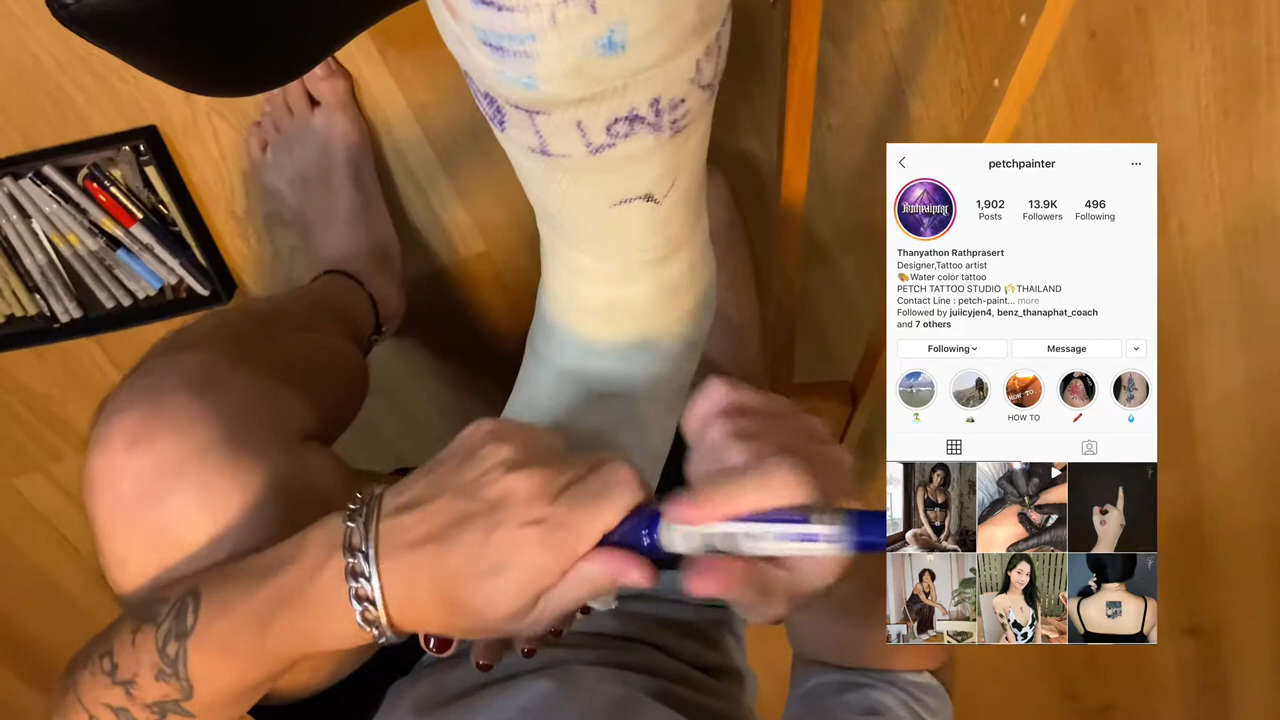 I LOVE
petchpainter
1,902
13.9K
496
Posts
Followers
Following
Thanyathon Rathprasert
Designer,Tattoo artist
🎨Water color tattoo
PETCH TATTOO STUDIO 🌾THAILAND
Contact Line : petch-paint... more
Followed by juiicyjen4, benz_thanaphat_coach
and 7 others
Following
Message
HOW TO
HOW TO